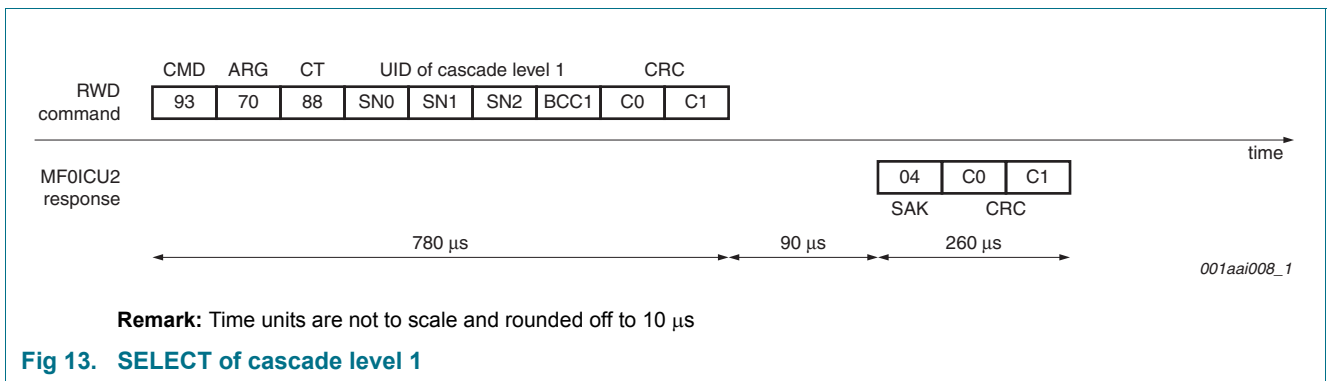 CMD ARG CT UID of cascade level 1 CRC
RWD command
93 70 88 SN0 SN1 SN2 BCC1 C0 C1
time
MF0ICU2 response
04 C0 C1
SAK CRC
780 μs 90 μs 260 μs
001aai008_1
Remark: Time units are not to scale and rounded off to 10 μs
Fig 13. SELECT of cascade level 1